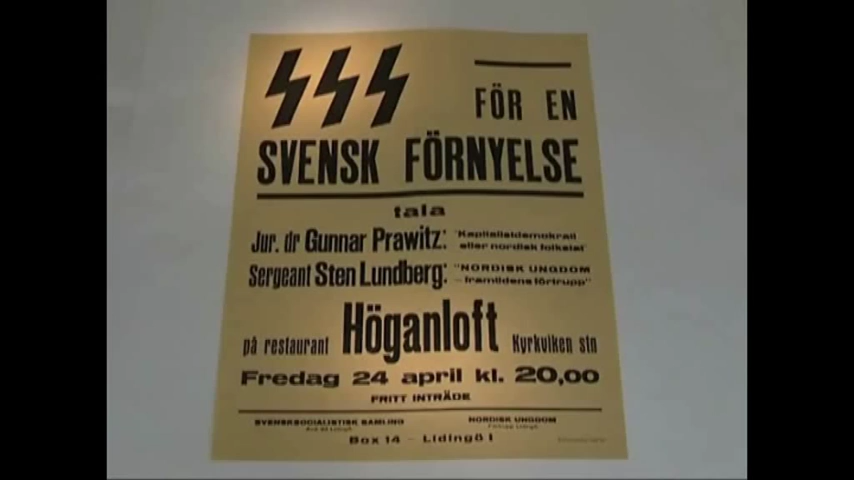 SSS FÖR EN
SVENSK FÖRNYELSE
tala
Jur. dr Gunnar Prawitz: "Kapitalistdemokrati
eller nordisk folkstat"
Sergeant Sten Lundberg: "NORDISK UNGDOM
– framtidens förtrupp"
på restaurant Höganloft Kyrkviken stn
Fredag 24 april kl. 20,00
FRITT INTRÄDE
SVENSKSOCIALISTISK SAMLING NORDISK UNGDOM
Box 14 – Lidingö 1